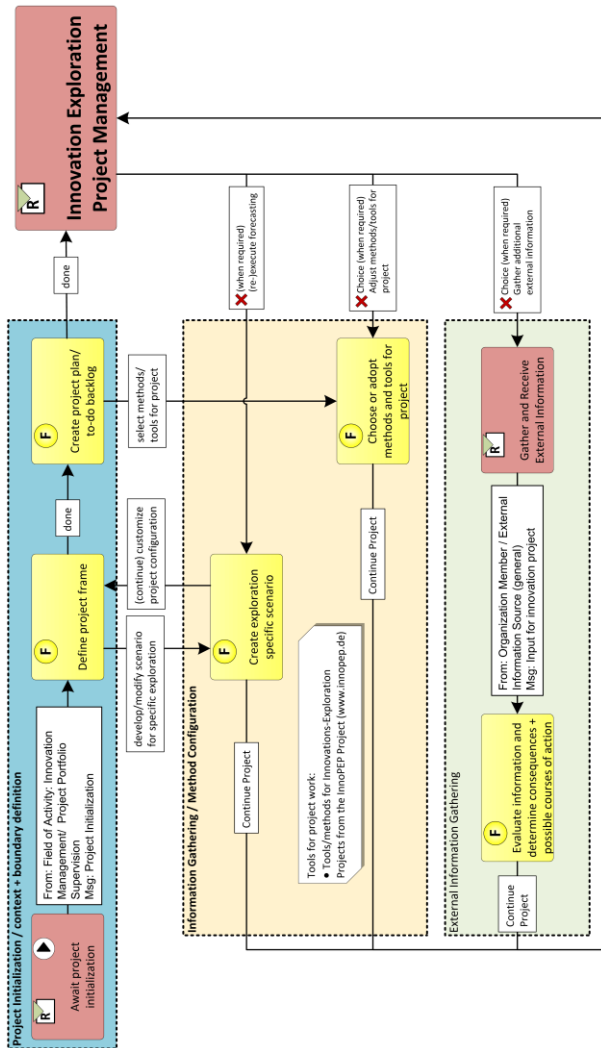 Project Initialization / context + boundary definition
R
Await project
initialization
From: Field of Activity: Innovation
Management/ Project Portfolio
Supervision
Msg: Project Initialization
F
Define project frame
done
F
Create project plan/
to-do backlog
done
R
Innovation Exploration
Project Management
develop/modify scenario
for specific exploration
(continue) customize
project configuration
select methods/
tools for project
(when required)
(re-)execute forecasting
Choice (when required)
Adjust methods/tools for
project
Choice (when required)
Gather additional
external information
Information Gathering / Method Configuration
Continue Project
F
Create exploration
specific scenario
Tools for project work:
● Tools/methods for Innovations-Exploration
Projects from the InnoPEP Project (www.innopep.de)
Continue Project
F
Choose or adopt
methods and tools for
project
External Information Gathering
Continue
Project
F
Evaluate information and
determine consequences +
possible courses of action
From: Organization Member / External
Information Source (general)
Msg: Input for innovation project
R
Gather and Receive
External Information